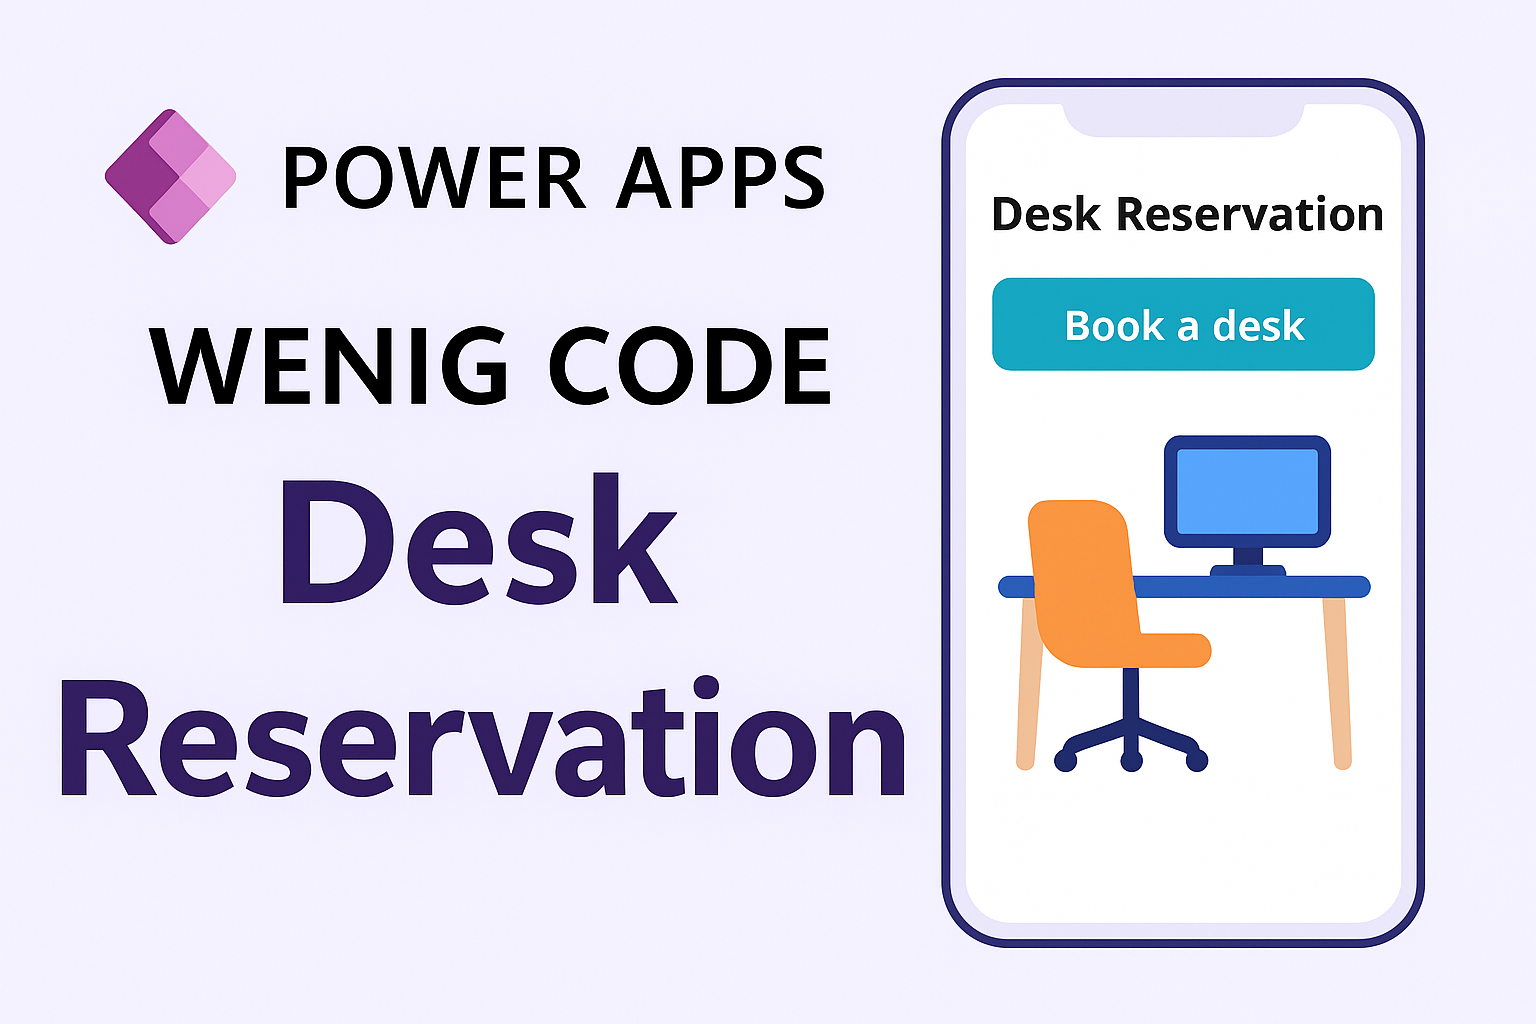 POWER APPS
WENIG CODE
Desk
Reservation
Desk Reservation
Book a desk